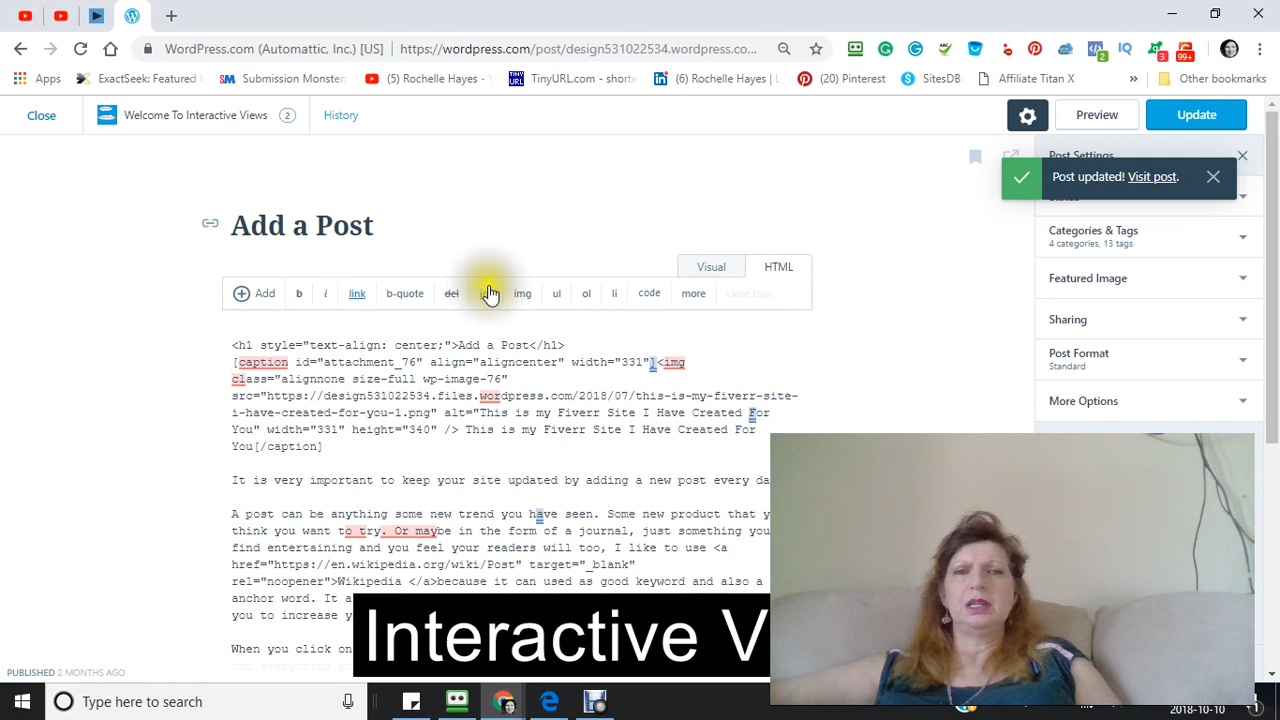 WordPress.com (Automattic, Inc.) [US] https://wordpress.com/post/design531022534.wordpress.co...
2 3 99+
Apps ExactSeek: Featured Submission Monster (5) Rochelle Hayes - TinyURL.com - shorte (6) Rochelle Hayes | (20) Pinterest SitesDB Affiliate Titan X » Other bookmarks
Close Welcome To Interactive Views 2 History Preview Update
Post Settings
Post updated! Visit post.
Status
Add a Post
Categories & Tags
4 categories, 13 tags
Visual HTML
Featured Image
Add b i link b-quote del img ul ol li code more close tags
Sharing
<h1 style="text-align: center;">Add a Post</h1>
[caption id="attachment_76" align="aligncenter" width="331"]<img
class="alignnone size-full wp-image-76"
src="https://design531022534.files.wordpress.com/2018/07/this-is-my-fiverr-site-
i-have-created-for-you-1.png" alt="This is my Fiverr Site I Have Created For
You" width="331" height="340" /> This is my Fiverr Site I Have Created For
You[/caption]
Post Format
Standard
More Options
It is very important to keep your site updated by adding a new post every da
A post can be anything some new trend you have seen. Some new product that y
think you want to try. Or maybe in the form of a journal, just something you
find entertaining and you feel your readers will too, I like to use <a
href="https://en.wikipedia.org/wiki/Post" target="_blank"
rel="noopener">Wikipedia </a>because it can used as good keyword and also a
anchor word. It a
you to increase y
When you click on
not everything yo
Interactive V
PUBLISHED 2 MONTHS AGO
Type here to search
2018-10-10
1